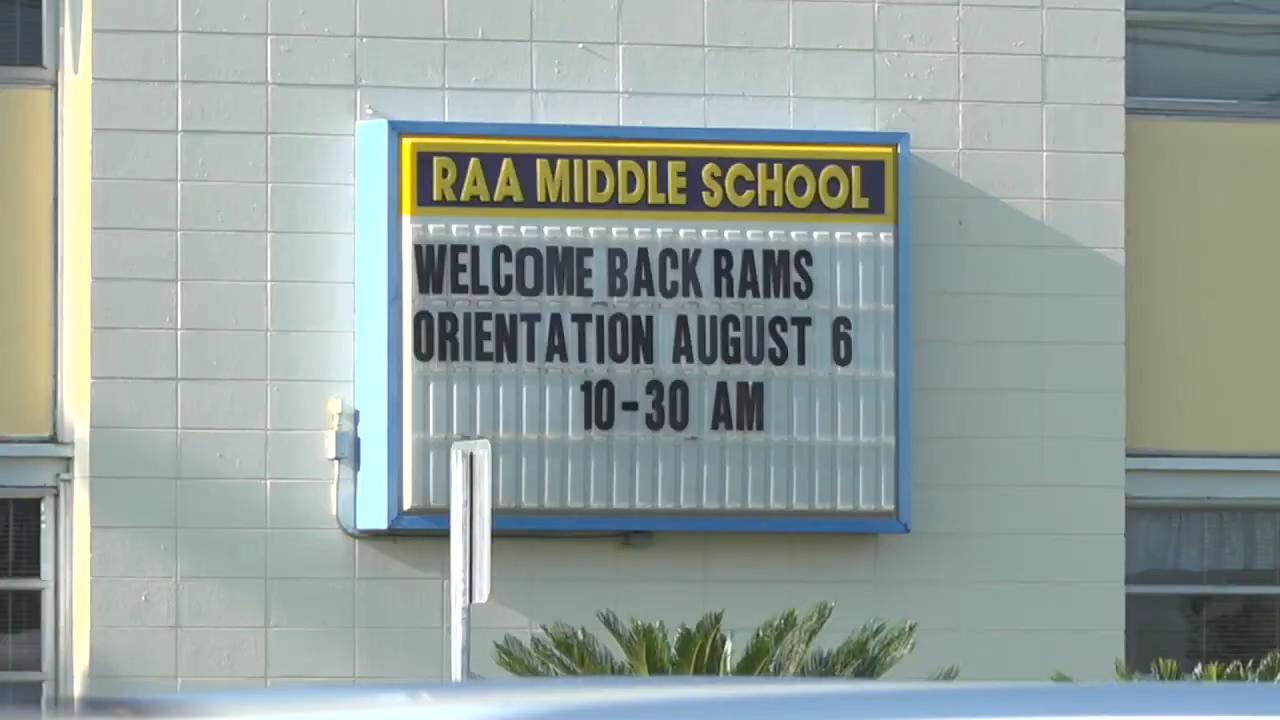 RAA MIDDLE SCHOOL
WELCOME BACK RAMS
ORIENTATION AUGUST 6
10-30 AM